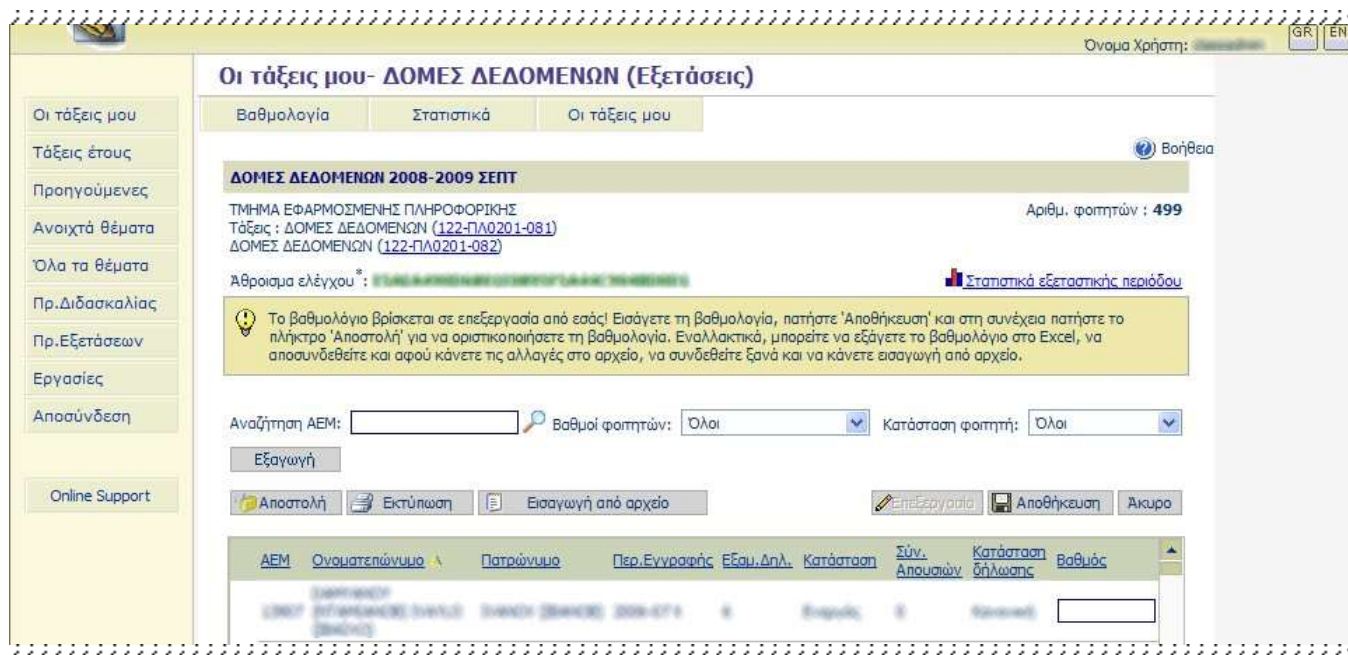 GR EN
Όνομα Χρήστη:
Οι τάξεις μου- ΔΟΜΕΣ ΔΕΔΟΜΕΝΩΝ (Εξετάσεις)
Οι τάξεις μου
Τάξεις έτους
Προηγούμενες
Ανοιχτά θέματα
Όλα τα θέματα
Πρ.Διδασκαλίας
Πρ.Εξετάσεων
Εργασίες
Αποσύνδεση
Online Support
Βαθμολογία Στατιστικά Οι τάξεις μου
Βοήθεια
ΔΟΜΕΣ ΔΕΔΟΜΕΝΩΝ 2008-2009 ΣΕΠΤ
ΤΜΗΜΑ ΕΦΑΡΜΟΣΜΕΝΗΣ ΠΛΗΡΟΦΟΡΙΚΗΣ Αριθμ. φοιτητών : 499
Τάξεις : ΔΟΜΕΣ ΔΕΔΟΜΕΝΩΝ (122-ΠΛ0201-081)
ΔΟΜΕΣ ΔΕΔΟΜΕΝΩΝ (122-ΠΛ0201-082)
Άθροισμα ελέγχου*: Στατιστικά εξεταστικής περιόδου
Το βαθμολόγιο βρίσκεται σε επεξεργασία από εσάς! Εισάγετε τη βαθμολογία, πατήστε 'Αποθήκευση' και στη συνέχεια πατήστε το
πλήκτρο 'Αποστολή' για να οριστικοποιήσετε τη βαθμολογία. Εναλλακτικά, μπορείτε να εξάγετε το βαθμολόγιο στο Excel, να
αποσυνδεθείτε και αφού κάνετε τις αλλαγές στο αρχείο, να συνδεθείτε ξανά και να κάνετε εισαγωγή από αρχείο.
Αναζήτηση ΑΕΜ: Βαθμοί φοιτητών: Όλοι Κατάσταση φοιτητή: Όλοι
Εξαγωγή
Αποστολή Εκτύπωση Εισαγωγή από αρχείο Επεξεργασία Αποθήκευση Άκυρο
ΑΕΜ Ονοματεπώνυμο Πατρώνυμο Περ.Εγγραφής Εξαμ.Δηλ. Κατάσταση Σύν. Απουσιών Κατάσταση δήλωσης Βαθμός